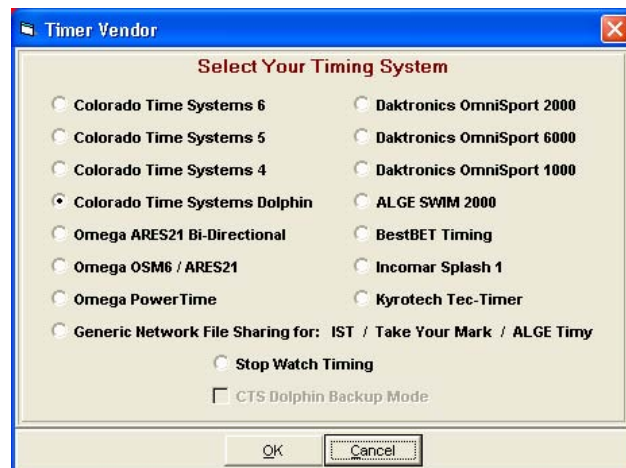 Timer Vendor
Select Your Timing System
Colorado Time Systems 6
Daktronics OmniSport 2000
Colorado Time Systems 5
Daktronics OmniSport 6000
Colorado Time Systems 4
Daktronics OmniSport 1000
Colorado Time Systems Dolphin
ALGE SWIM 2000
Omega ARES21 Bi-Directional
BestBET Timing
Omega OSM6 / ARES21
Incomar Splash 1
Omega PowerTime
Kyrotech Tec-Timer
Generic Network File Sharing for: IST / Take Your Mark / ALGE Timy
Stop Watch Timing
CTS Dolphin Backup Mode
OK
Cancel